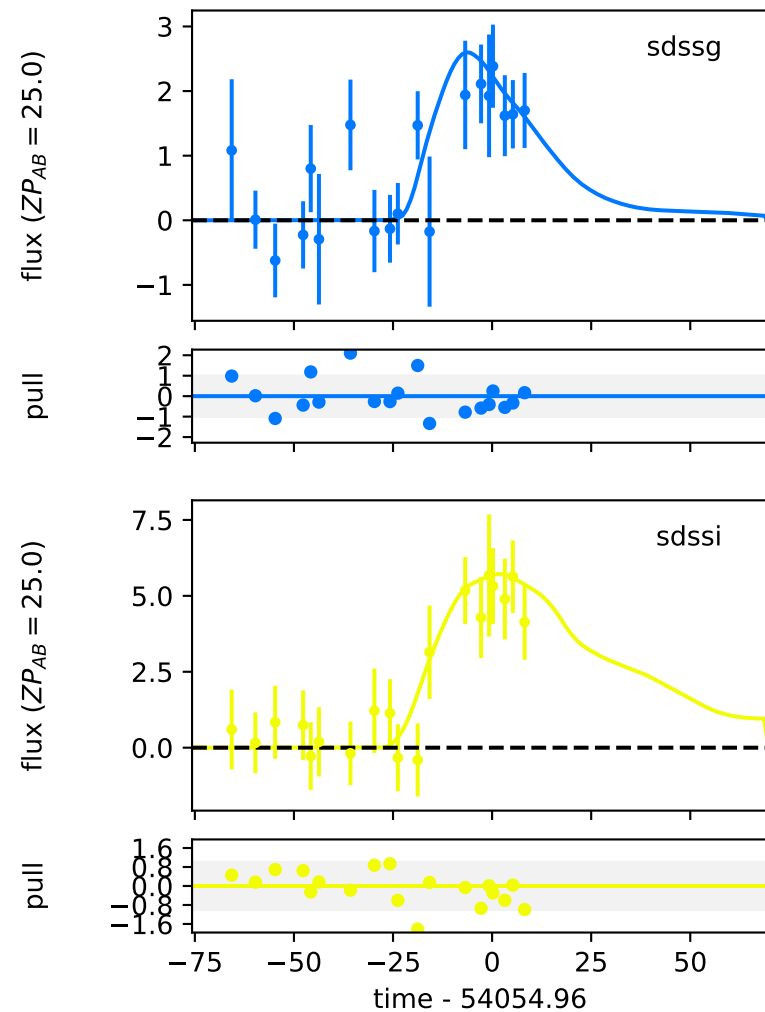 sdssg
flux (ZP_AB = 25.0)
3
2
1
0
−1
pull
2
1
0
−1
−2
sdssi
flux (ZP_AB = 25.0)
7.5
5.0
2.5
0.0
pull
1.6
0.8
0.0
−0.8
−1.6
−75 −50 −25 0 25 50
time - 54054.96